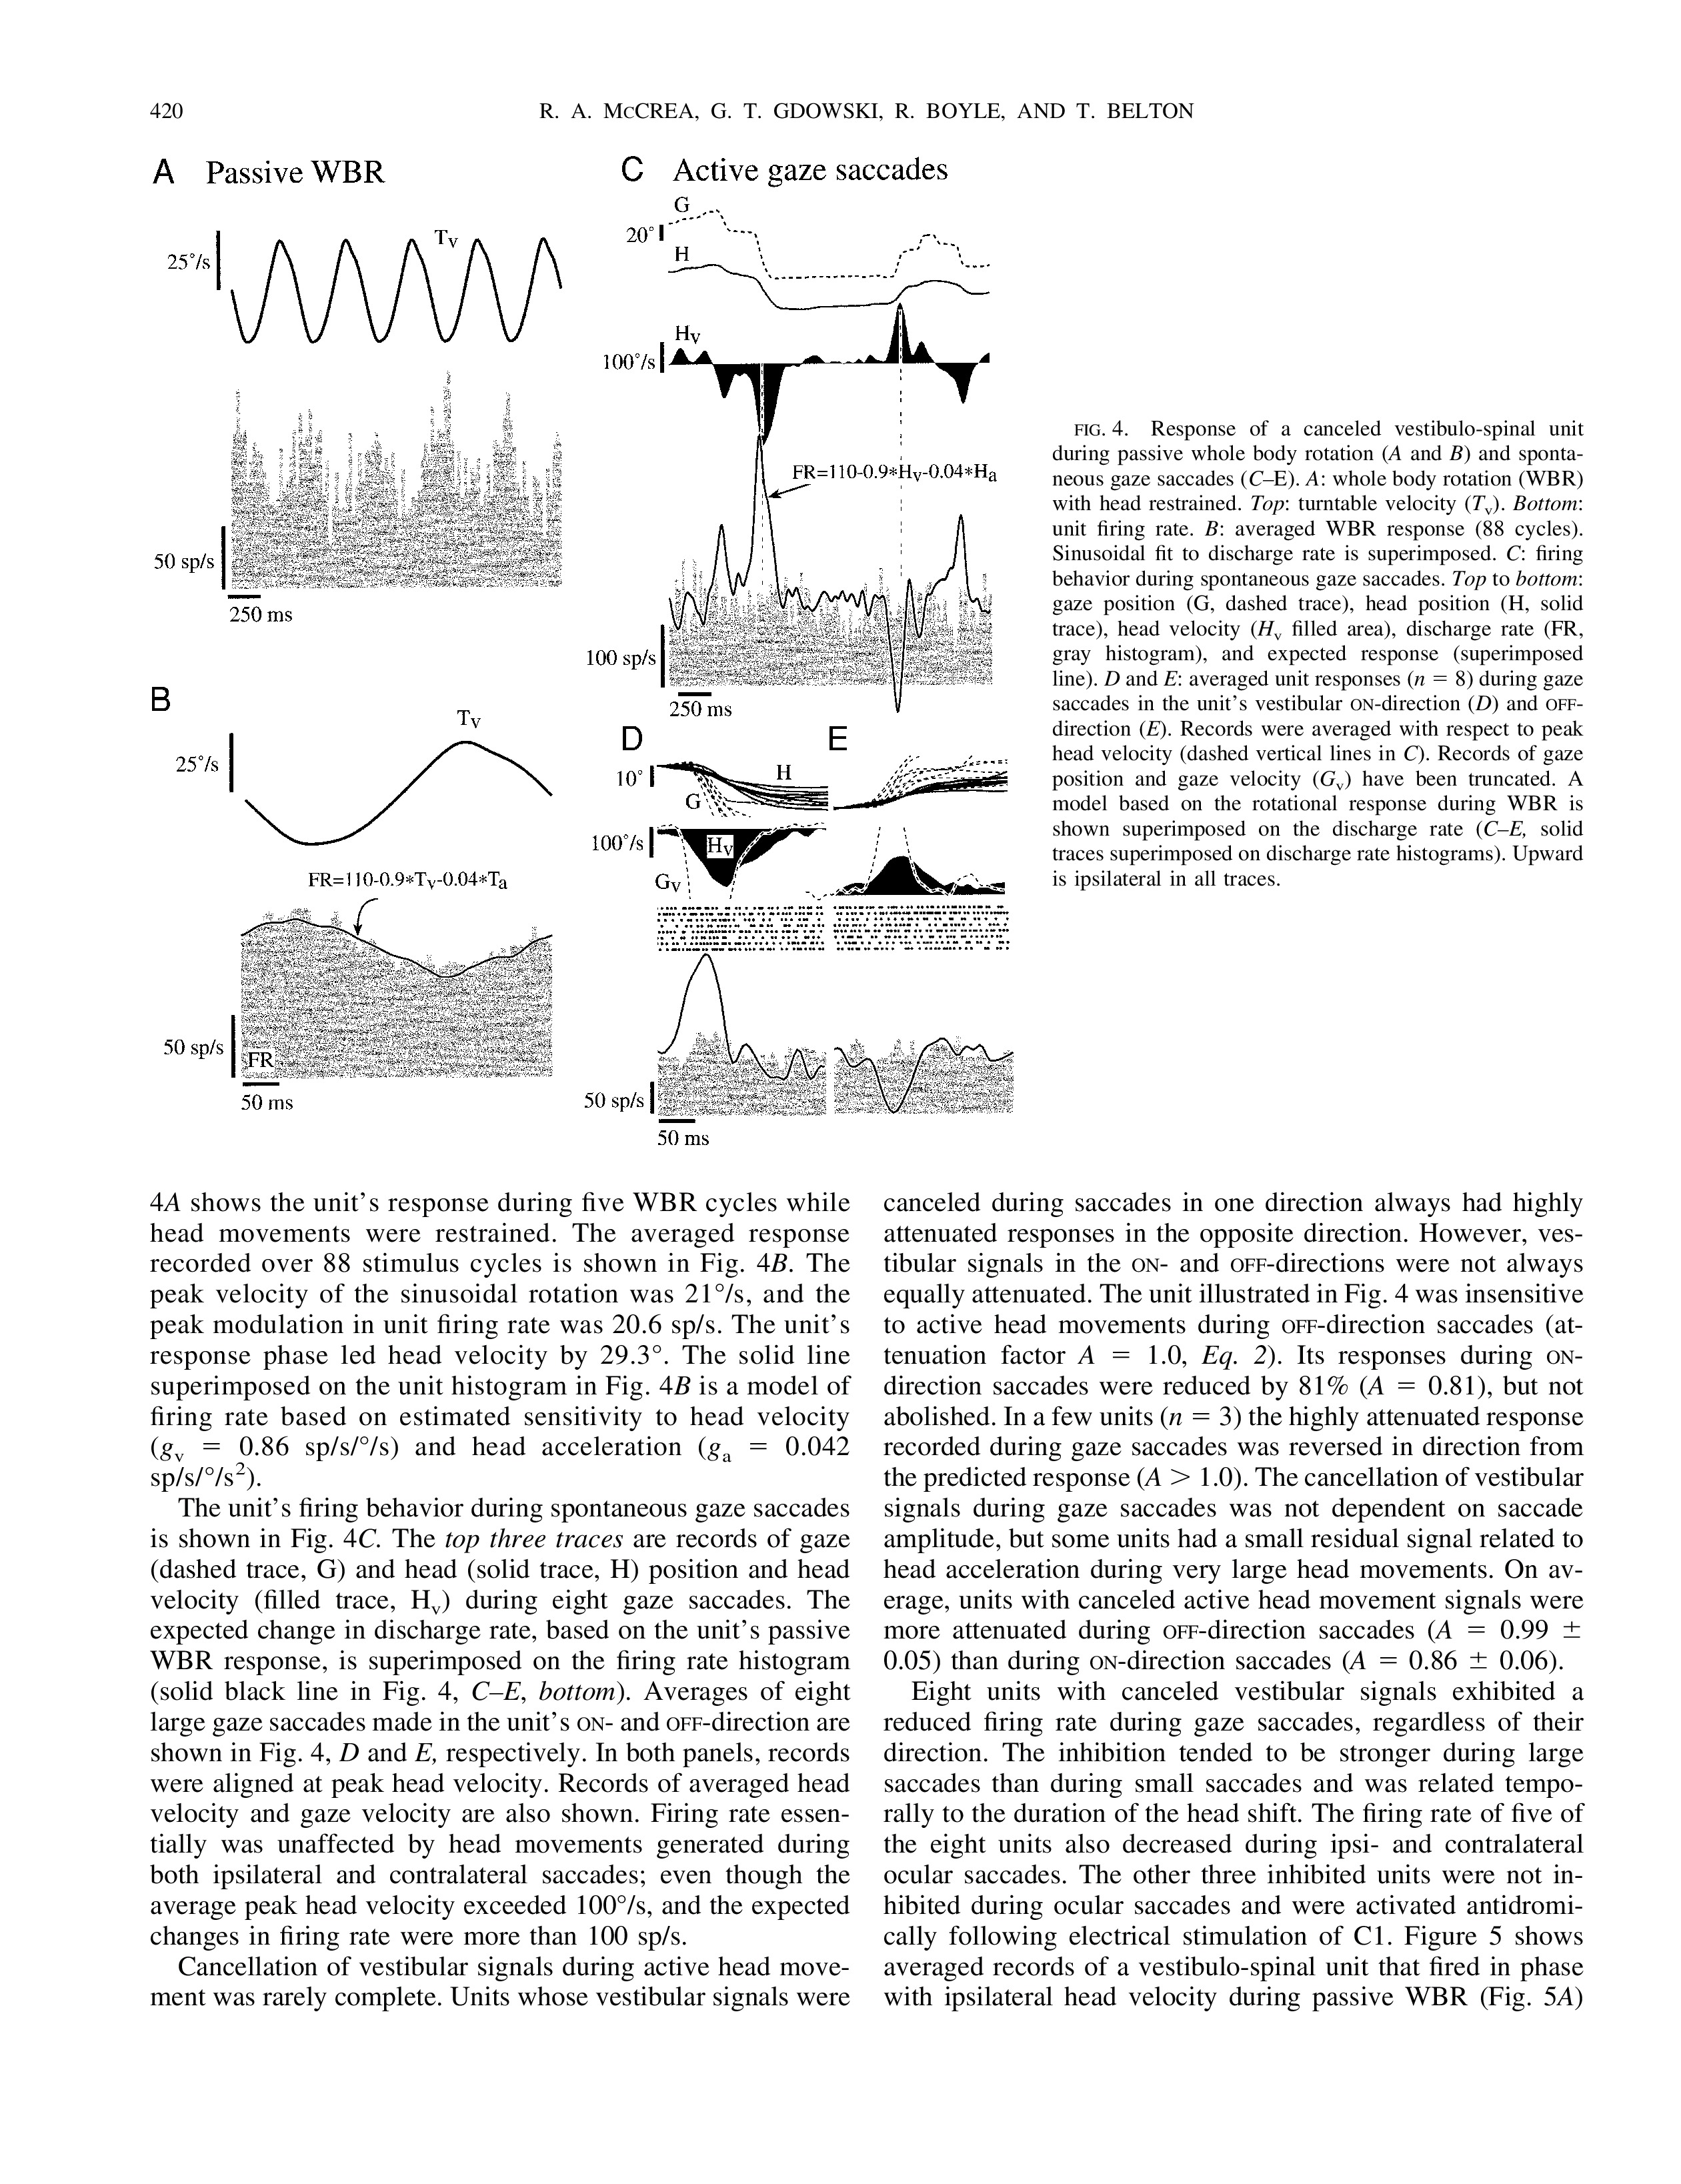 420
R. A. McCREA, G. T. GDOWSKI, R. BOYLE, AND T. BELTON
A Passive WBR
Tv
25°/s
50 sp/s
250 ms
B
Tv
25°/s
FR=110-0.9*Tv-0.04*Ta
50 sp/s
FR
50 ms
C Active gaze saccades
G
20°
H
Hv
100°/s
FR=110-0.9*Hv-0.04*Ha
100 sp/s
250 ms
D
E
10°
H
G
100°/s
Hv
Gv
50 sp/s
50 ms
FIG. 4. Response of a canceled vestibulo-spinal unit
during passive whole body rotation (A and B) and sponta-
neous gaze saccades (C–E). A: whole body rotation (WBR)
with head restrained. Top: turntable velocity (Tv). Bottom:
unit firing rate. B: averaged WBR response (88 cycles).
Sinusoidal fit to discharge rate is superimposed. C: firing
behavior during spontaneous gaze saccades. Top to bottom:
gaze position (G, dashed trace), head position (H, solid
trace), head velocity (Hv filled area), discharge rate (FR,
gray histogram), and expected response (superimposed
line). D and E: averaged unit responses (n = 8) during gaze
saccades in the unit's vestibular ON-direction (D) and OFF-
direction (E). Records were averaged with respect to peak
head velocity (dashed vertical lines in C). Records of gaze
position and gaze velocity (Gv) have been truncated. A
model based on the rotational response during WBR is
shown superimposed on the discharge rate (C–E, solid
traces superimposed on discharge rate histograms). Upward
is ipsilateral in all traces.
4A shows the unit's response during five WBR cycles while
head movements were restrained. The averaged response
recorded over 88 stimulus cycles is shown in Fig. 4B. The
peak velocity of the sinusoidal rotation was 21°/s, and the
peak modulation in unit firing rate was 20.6 sp/s. The unit's
response phase led head velocity by 29.3°. The solid line
superimposed on the unit histogram in Fig. 4B is a model of
firing rate based on estimated sensitivity to head velocity
(gv = 0.86 sp/s/°/s) and head acceleration (ga = 0.042
sp/s/°/s²).
The unit's firing behavior during spontaneous gaze saccades
is shown in Fig. 4C. The top three traces are records of gaze
(dashed trace, G) and head (solid trace, H) position and head
velocity (filled trace, Hv) during eight gaze saccades. The
expected change in discharge rate, based on the unit's passive
WBR response, is superimposed on the firing rate histogram
(solid black line in Fig. 4, C–E, bottom). Averages of eight
large gaze saccades made in the unit's ON- and OFF-direction are
shown in Fig. 4, D and E, respectively. In both panels, records
were aligned at peak head velocity. Records of averaged head
velocity and gaze velocity are also shown. Firing rate essen-
tially was unaffected by head movements generated during
both ipsilateral and contralateral saccades; even though the
average peak head velocity exceeded 100°/s, and the expected
changes in firing rate were more than 100 sp/s.
Cancellation of vestibular signals during active head move-
ment was rarely complete. Units whose vestibular signals were
canceled during saccades in one direction always had highly
attenuated responses in the opposite direction. However, ves-
tibular signals in the ON- and OFF-directions were not always
equally attenuated. The unit illustrated in Fig. 4 was insensitive
to active head movements during OFF-direction saccades (at-
tenuation factor A = 1.0, Eq. 2). Its responses during ON-
direction saccades were reduced by 81% (A = 0.81), but not
abolished. In a few units (n = 3) the highly attenuated response
recorded during gaze saccades was reversed in direction from
the predicted response (A > 1.0). The cancellation of vestibular
signals during gaze saccades was not dependent on saccade
amplitude, but some units had a small residual signal related to
head acceleration during very large head movements. On av-
erage, units with canceled active head movement signals were
more attenuated during OFF-direction saccades (A = 0.99 ±
0.05) than during ON-direction saccades (A = 0.86 ± 0.06).
Eight units with canceled vestibular signals exhibited a
reduced firing rate during gaze saccades, regardless of their
direction. The inhibition tended to be stronger during large
saccades than during small saccades and was related tempo-
rally to the duration of the head shift. The firing rate of five of
the eight units also decreased during ipsi- and contralateral
ocular saccades. The other three inhibited units were not in-
hibited during ocular saccades and were activated antidromi-
cally following electrical stimulation of C1. Figure 5 shows
averaged records of a vestibulo-spinal unit that fired in phase
with ipsilateral head velocity during passive WBR (Fig. 5A)